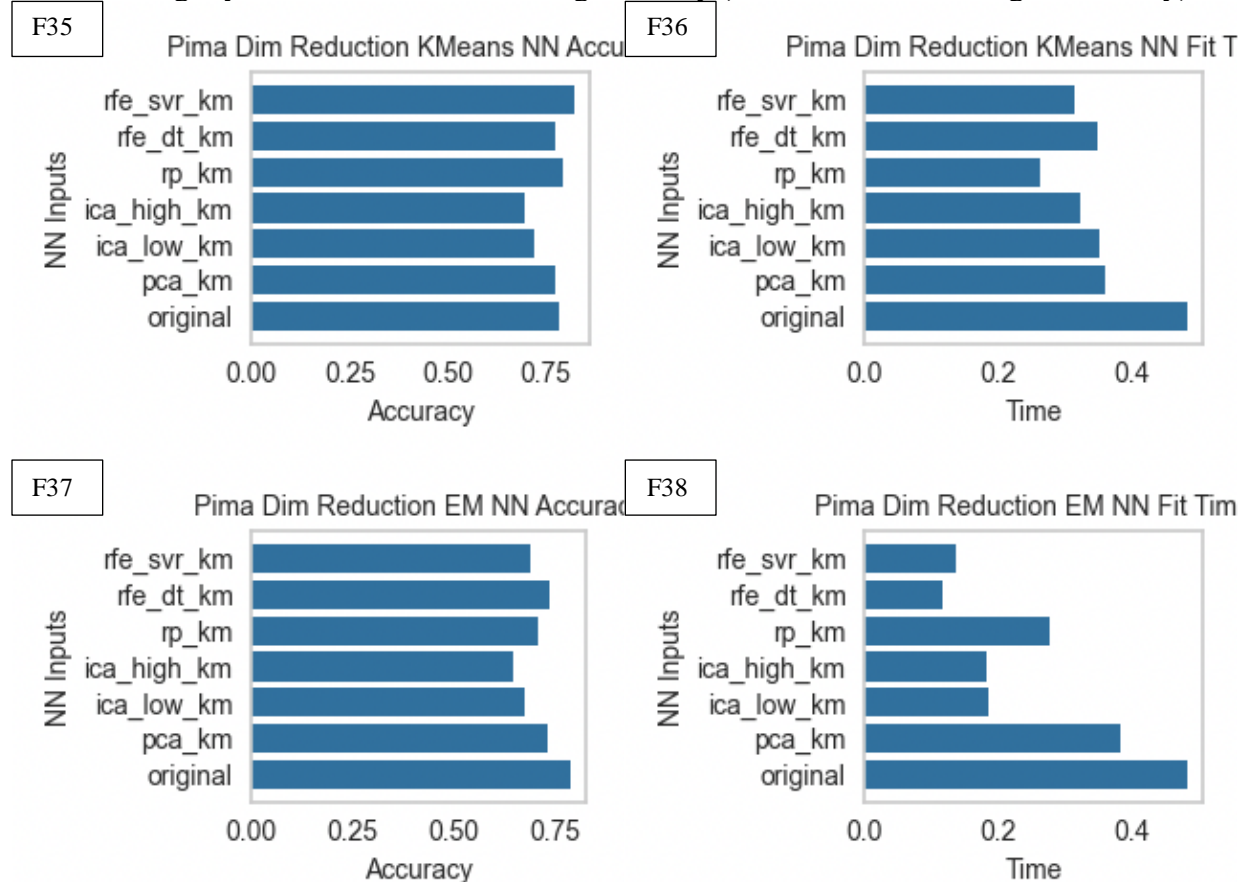 F35
Pima Dim Reduction KMeans NN Accu
rfe_svr_km
rfe_dt_km
rp_km
ica_high_km
ica_low_km
pca_km
original
NN Inputs
0.00 0.25 0.50 0.75
Accuracy
F36
Pima Dim Reduction KMeans NN Fit T
rfe_svr_km
rfe_dt_km
rp_km
ica_high_km
ica_low_km
pca_km
original
NN Inputs
0.0 0.2 0.4
Time
F37
Pima Dim Reduction EM NN Accurac
rfe_svr_km
rfe_dt_km
rp_km
ica_high_km
ica_low_km
pca_km
original
NN Inputs
0.00 0.25 0.50 0.75
Accuracy
F38
Pima Dim Reduction EM NN Fit Tim
rfe_svr_km
rfe_dt_km
rp_km
ica_high_km
ica_low_km
pca_km
original
NN Inputs
0.0 0.2 0.4
Time